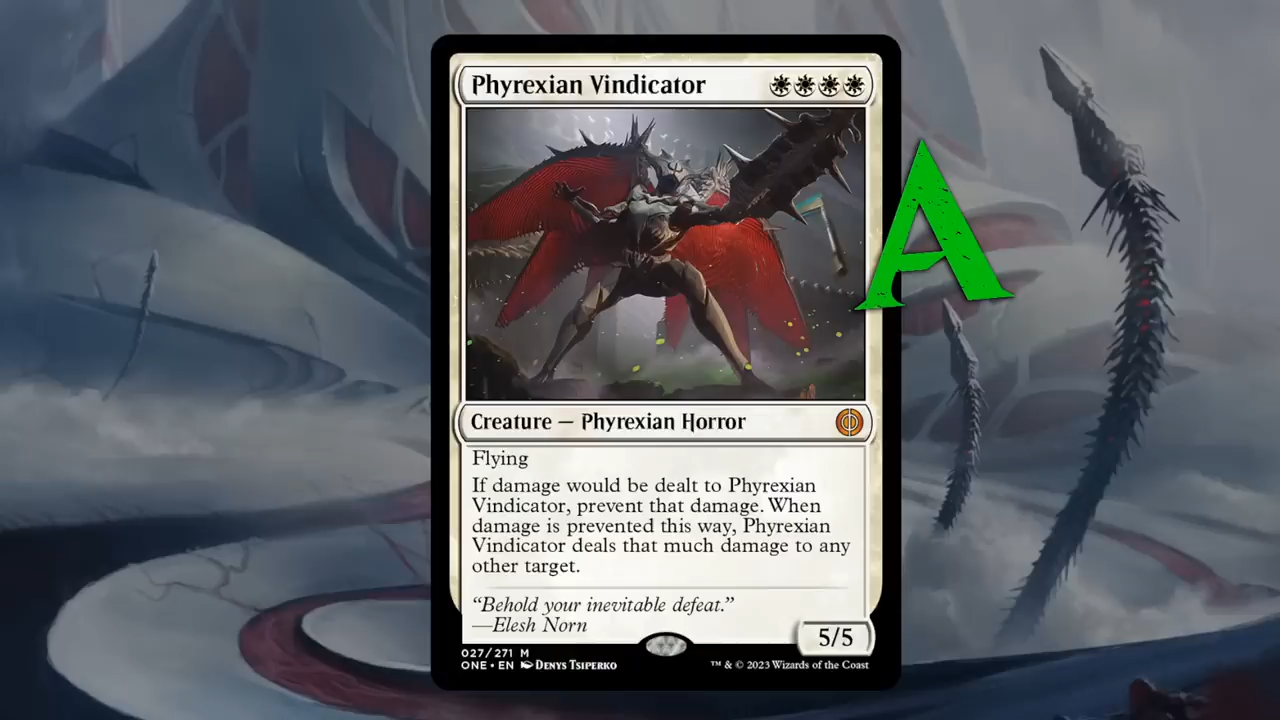 Phyrexian Vindicator
A
Creature — Phyrexian Horror
Flying
If damage would be dealt to Phyrexian
Vindicator, prevent that damage. When
damage is prevented this way, Phyrexian
Vindicator deals that much damage to any
other target.
“Behold your inevitable defeat.”
—Elesh Norn
5/5
027/271 M
ONE • EN Denys Tsiperko
™ & © 2023 Wizards of the Coast